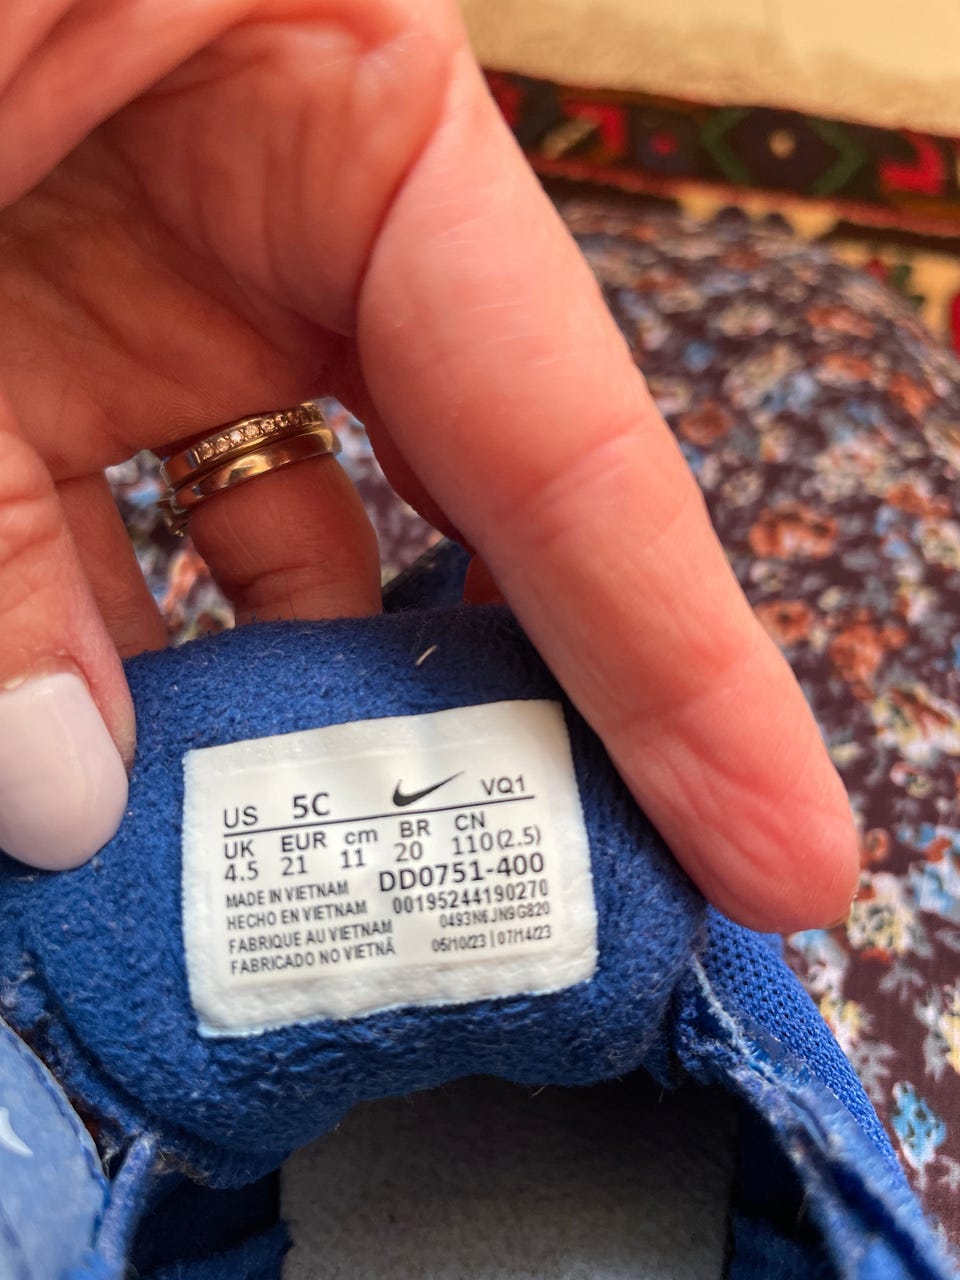 US 5C VQ1
UK EUR cm BR CN
4.5 21 11 20 110(2.5)
MADE IN VIETNAM DD0751-400
HECHO EN VIETNAM 00195244190270
FABRIQUE AU VIETNAM 0493N6JN9G820
FABRICADO NO VIETNÃ 05/10/23 | 07/14/23